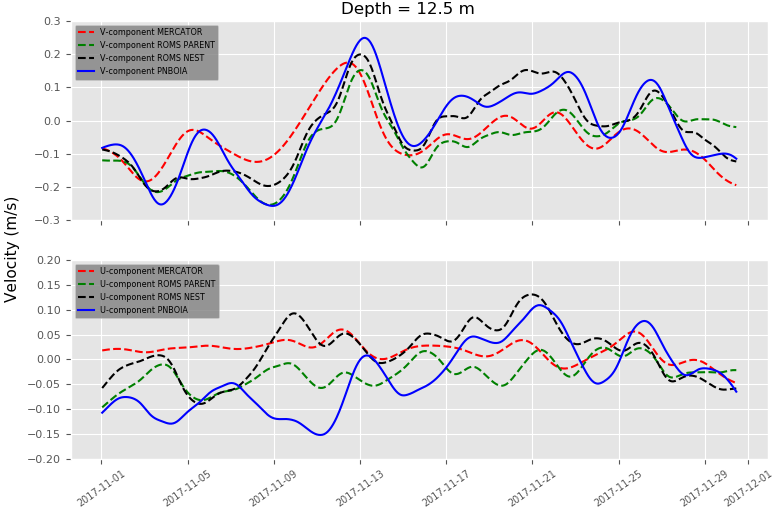 Depth = 12.5 m
Velocity (m/s)
0.3
0.2
0.1
0.0
−0.1
−0.2
−0.3
V-component MERCATOR
V-component ROMS PARENT
V-component ROMS NEST
V-component PNBOIA
0.20
0.15
0.10
0.05
0.00
−0.05
−0.10
−0.15
−0.20
U-component MERCATOR
U-component ROMS PARENT
U-component ROMS NEST
U-component PNBOIA
2017-11-01
2017-11-05
2017-11-09
2017-11-13
2017-11-17
2017-11-21
2017-11-25
2017-11-29
2017-12-01